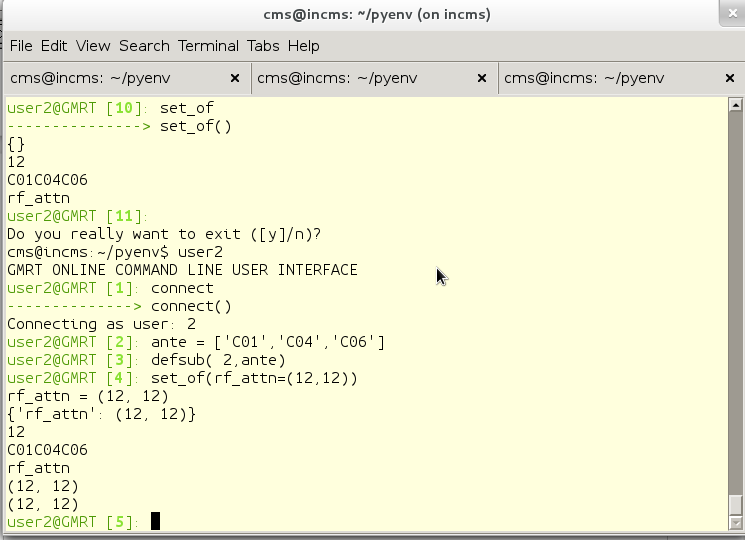 cms@incms: ~/pyenv (on incms)
File Edit View Search Terminal Tabs Help
cms@incms: ~/pyenv cms@incms: ~/pyenv cms@incms: ~/pyenv
user2@GMRT [10]: set_of
---------------> set_of()
{}
12
C01C04C06
rf_attn
user2@GMRT [11]:
Do you really want to exit ([y]/n)?
cms@incms:~/pyenv$ user2
GMRT ONLINE COMMAND LINE USER INTERFACE
user2@GMRT [1]: connect
--------------> connect()
Connecting as user: 2
user2@GMRT [2]: ante = ['C01','C04','C06']
user2@GMRT [3]: defsub( 2,ante)
user2@GMRT [4]: set_of(rf_attn=(12,12))
rf_attn = (12, 12)
{'rf_attn': (12, 12)}
12
C01C04C06
rf_attn
(12, 12)
(12, 12)
user2@GMRT [5]: